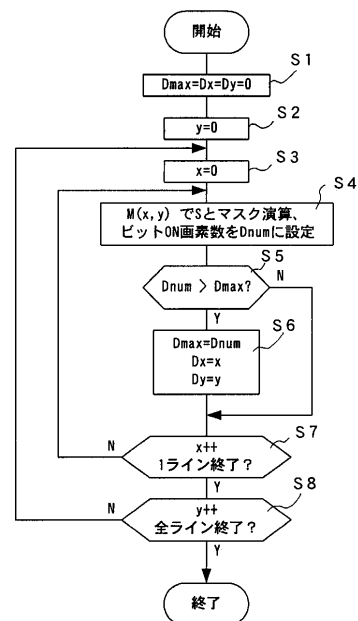 開始
S1
Dmax=Dx=Dy=0
S2
y=0
S3
x=0
S4
M(x,y) でSとマスク演算、
ビットON画素数をDnumに設定
S5
Dnum > Dmax?
N
Y
S6
Dmax=Dnum
Dx=x
Dy=y
S7
N
x++
1ライン終了？
Y
S8
N
y++
全ライン終了？
Y
終了